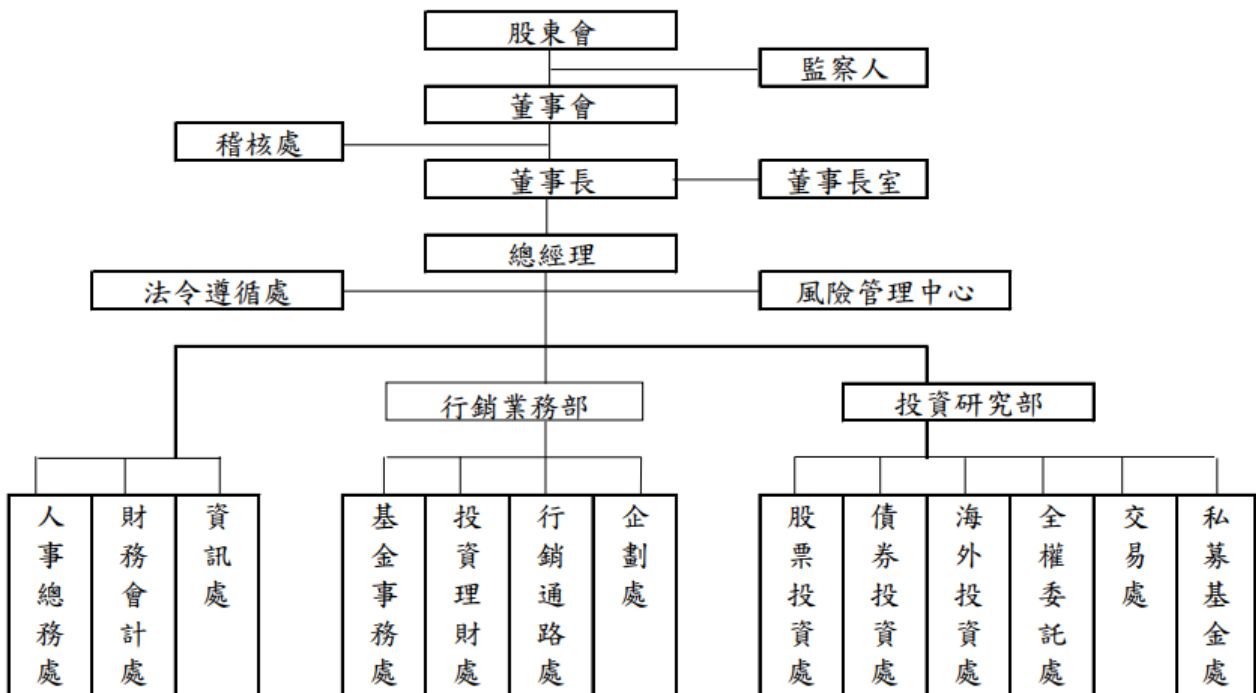 股東會
監察人
董事會
稽核處
董事長
董事長室
總經理
法令遵循處
風險管理中心
行銷業務部
投資研究部
人事總務處
財務會計處
資訊處
基金事務處
投資理財處
行銷通路處
企劃處
股票投資處
債券投資處
海外投資處
全權委託處
交易處
私募基金處